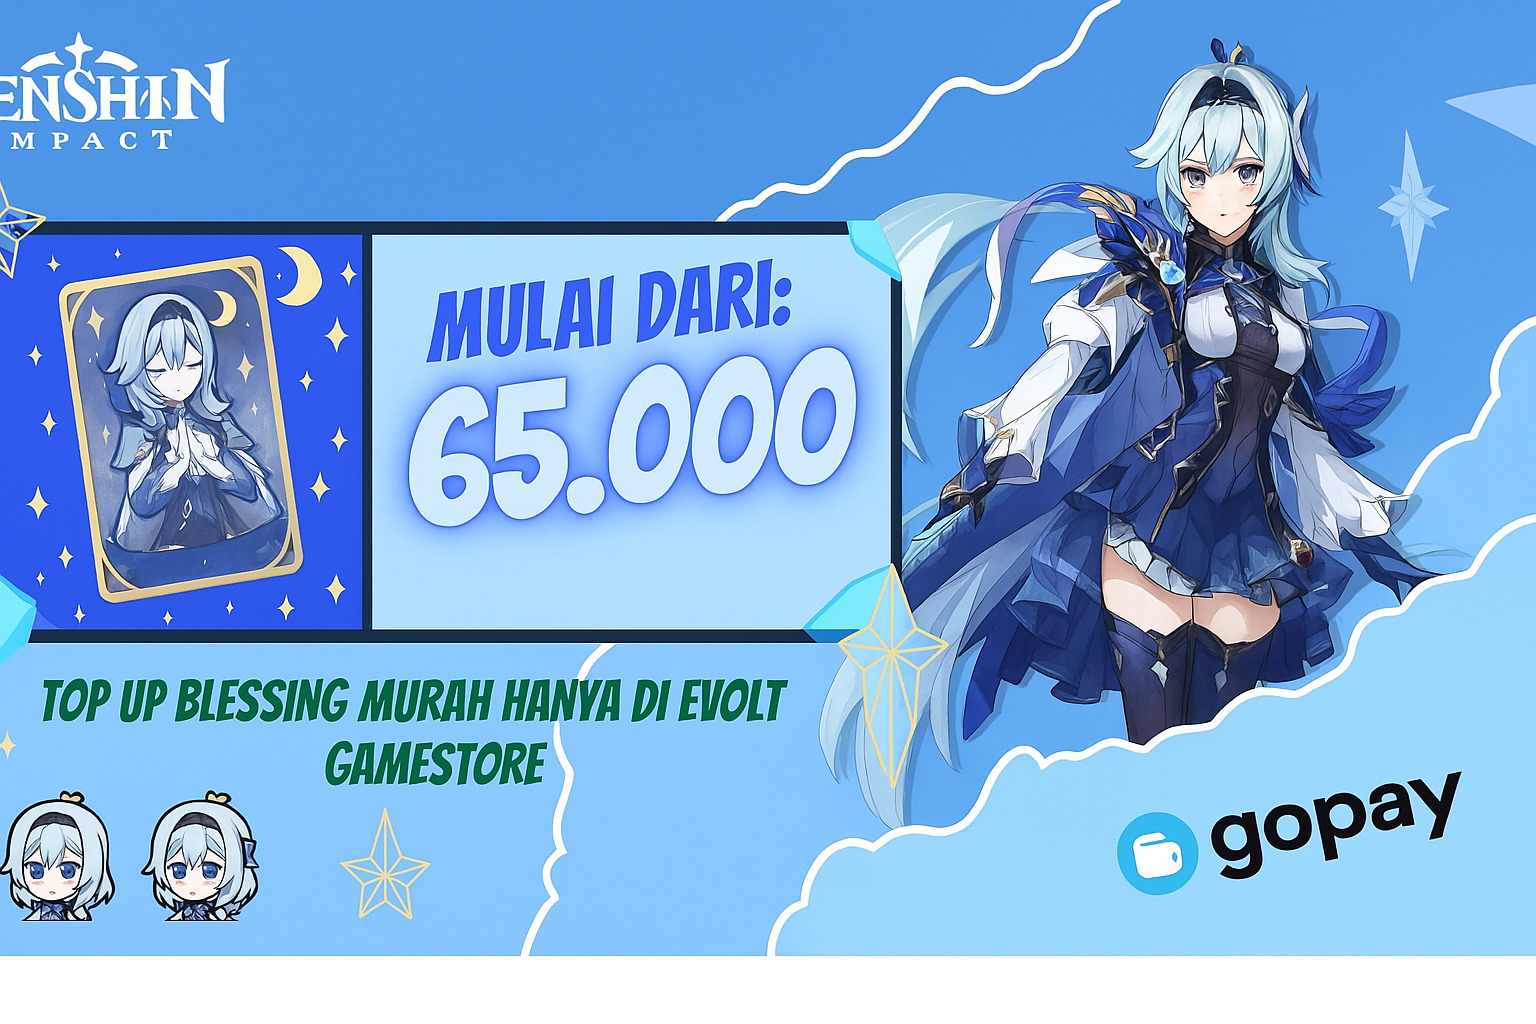 ENSHIN
MPACT
MULAI DARI:
65.000
TOP UP BLESSING MURAH HANYA DI EVOLT
GAMESTORE
gopay